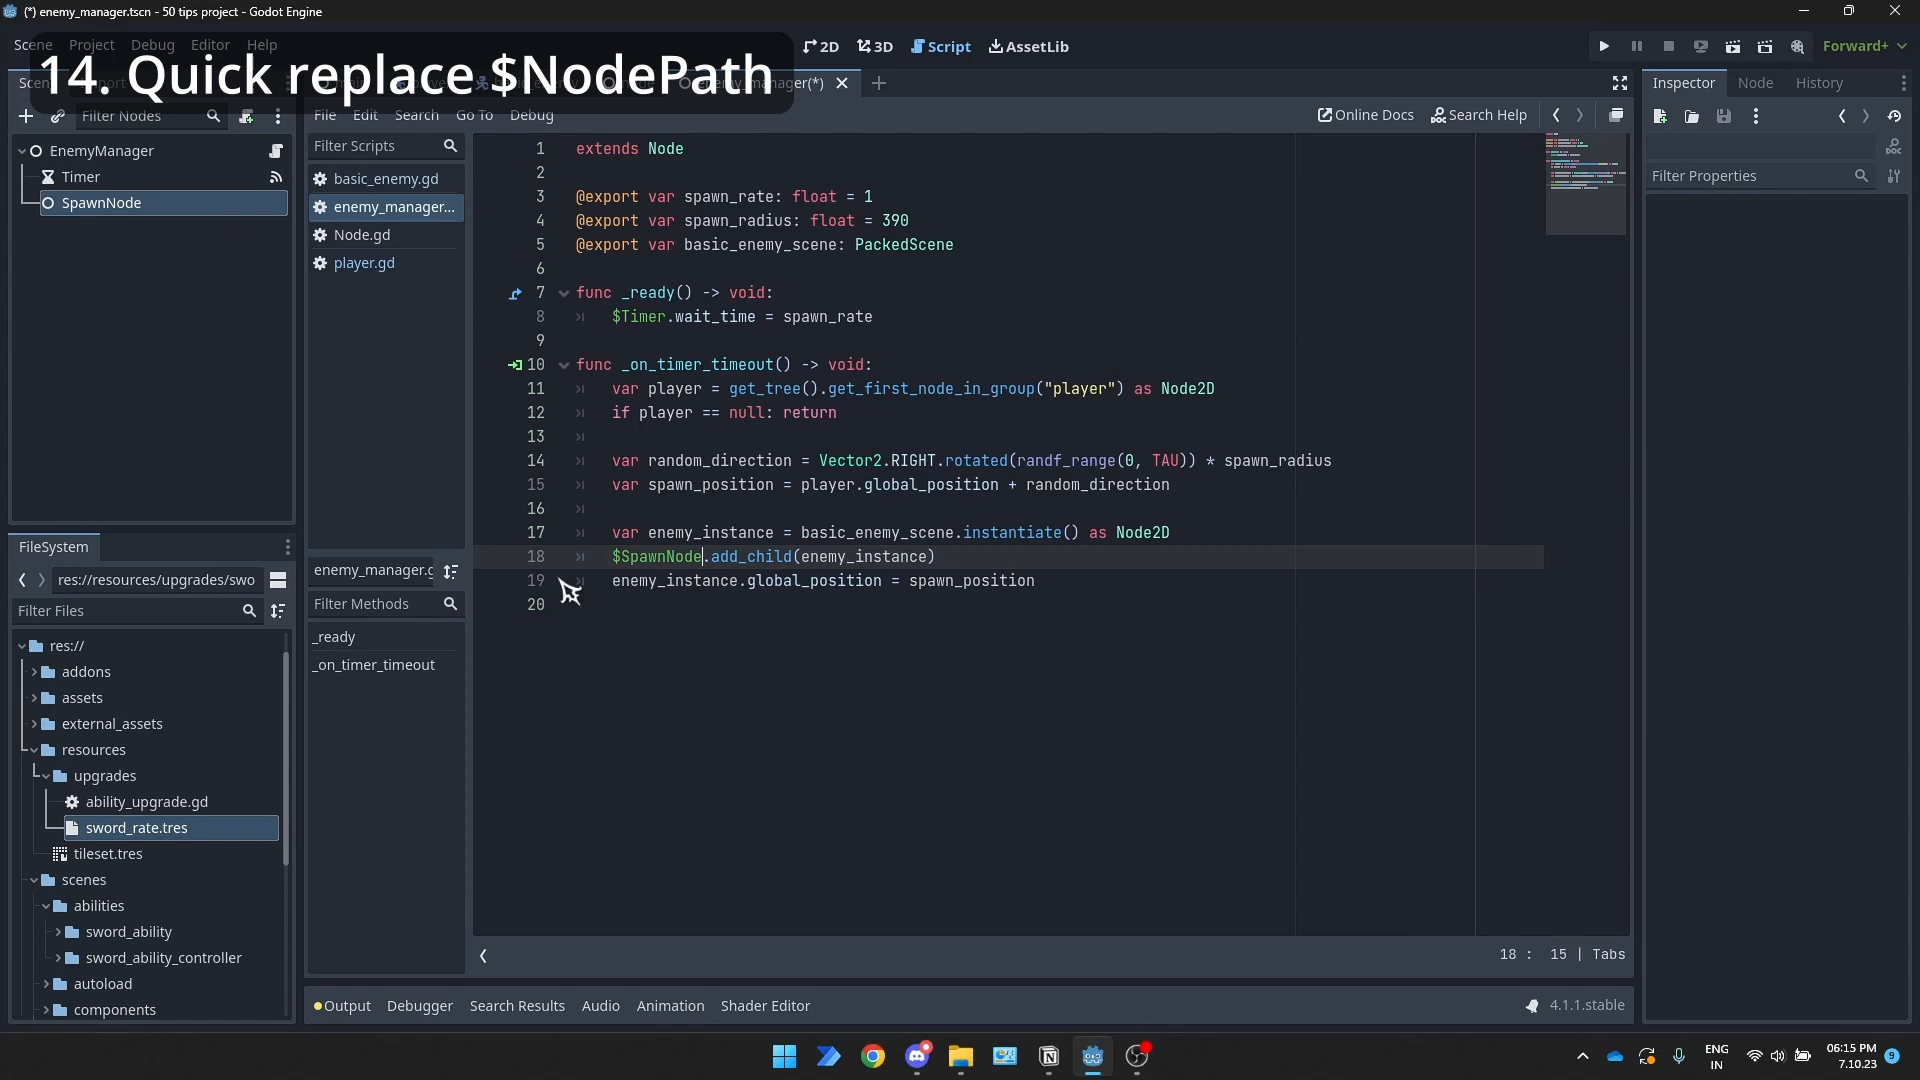 (*) enemy_manager.tscn - 50 tips project - Godot Engine
Scene Project Debug Editor Help
2D 3D Script AssetLib
Forward+
14. Quick replace $NodePath
Inspector Node History
Filter Nodes
File Edit Search Go To Debug
Online Docs Search Help
EnemyManager
Timer
SpawnNode
Filter Scripts
basic_enemy.gd
enemy_manager...
Node.gd
player.gd
Filter Properties
1 extends Node
2
3 @export var spawn_rate: float = 1
4 @export var spawn_radius: float = 390
5 @export var basic_enemy_scene: PackedScene
6
7 func _ready() -> void:
8 $Timer.wait_time = spawn_rate
9
10 func _on_timer_timeout() -> void:
11 var player = get_tree().get_first_node_in_group("player") as Node2D
12 if player == null: return
13
14 var random_direction = Vector2.RIGHT.rotated(randf_range(0, TAU)) * spawn_radius
15 var spawn_position = player.global_position + random_direction
16
17 var enemy_instance = basic_enemy_scene.instantiate() as Node2D
18 $SpawnNode.add_child(enemy_instance)
19 enemy_instance.global_position = spawn_position
20
FileSystem
res://resources/upgrades/swo
Filter Files
res://
addons
assets
external_assets
resources
upgrades
ability_upgrade.gd
sword_rate.tres
tileset.tres
scenes
abilities
sword_ability
sword_ability_controller
autoload
components
enemy_manager.g
Filter Methods
_ready
_on_timer_timeout
18 : 15 | Tabs
Output Debugger Search Results Audio Animation Shader Editor
4.1.1.stable
ENG
IN
06:15 PM
7.10.23
9